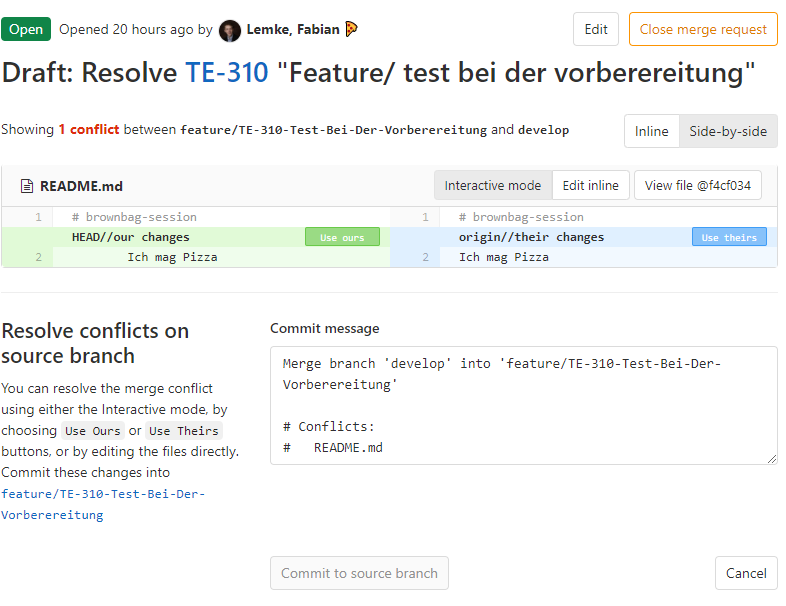 Open Opened 20 hours ago by Lemke, Fabian Edit Close merge request
Draft: Resolve TE-310 "Feature/ test bei der vorberereitung"
Showing 1 conflict between feature/TE-310-Test-Bei-Der-Vorberereitung and develop Inline Side-by-side
README.md Interactive mode Edit inline View file @f4cf034
1 # brownbag-session 1 # brownbag-session
HEAD//our changes Use ours origin//their changes Use theirs
2 Ich mag Pizza 2 Ich mag Pizza
Resolve conflicts on
source branch
You can resolve the merge conflict
using either the Interactive mode, by
choosing Use Ours or Use Theirs
buttons, or by editing the files directly.
Commit these changes into
feature/TE-310-Test-Bei-Der-
Vorberereitung
Commit message
Merge branch 'develop' into 'feature/TE-310-Test-Bei-Der-
Vorberereitung'
# Conflicts:
# README.md
Commit to source branch Cancel